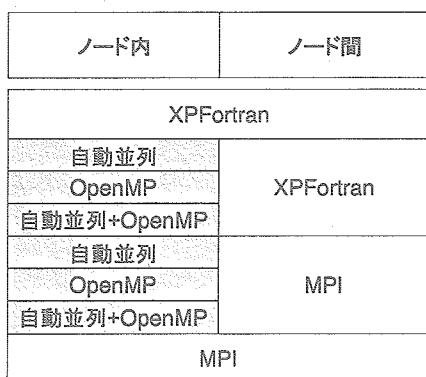 ノード内 ノード間
XPFortran
自動並列
OpenMP
自動並列+OpenMP
XPFortran
自動並列
OpenMP
自動並列+OpenMP
MPI
MPI